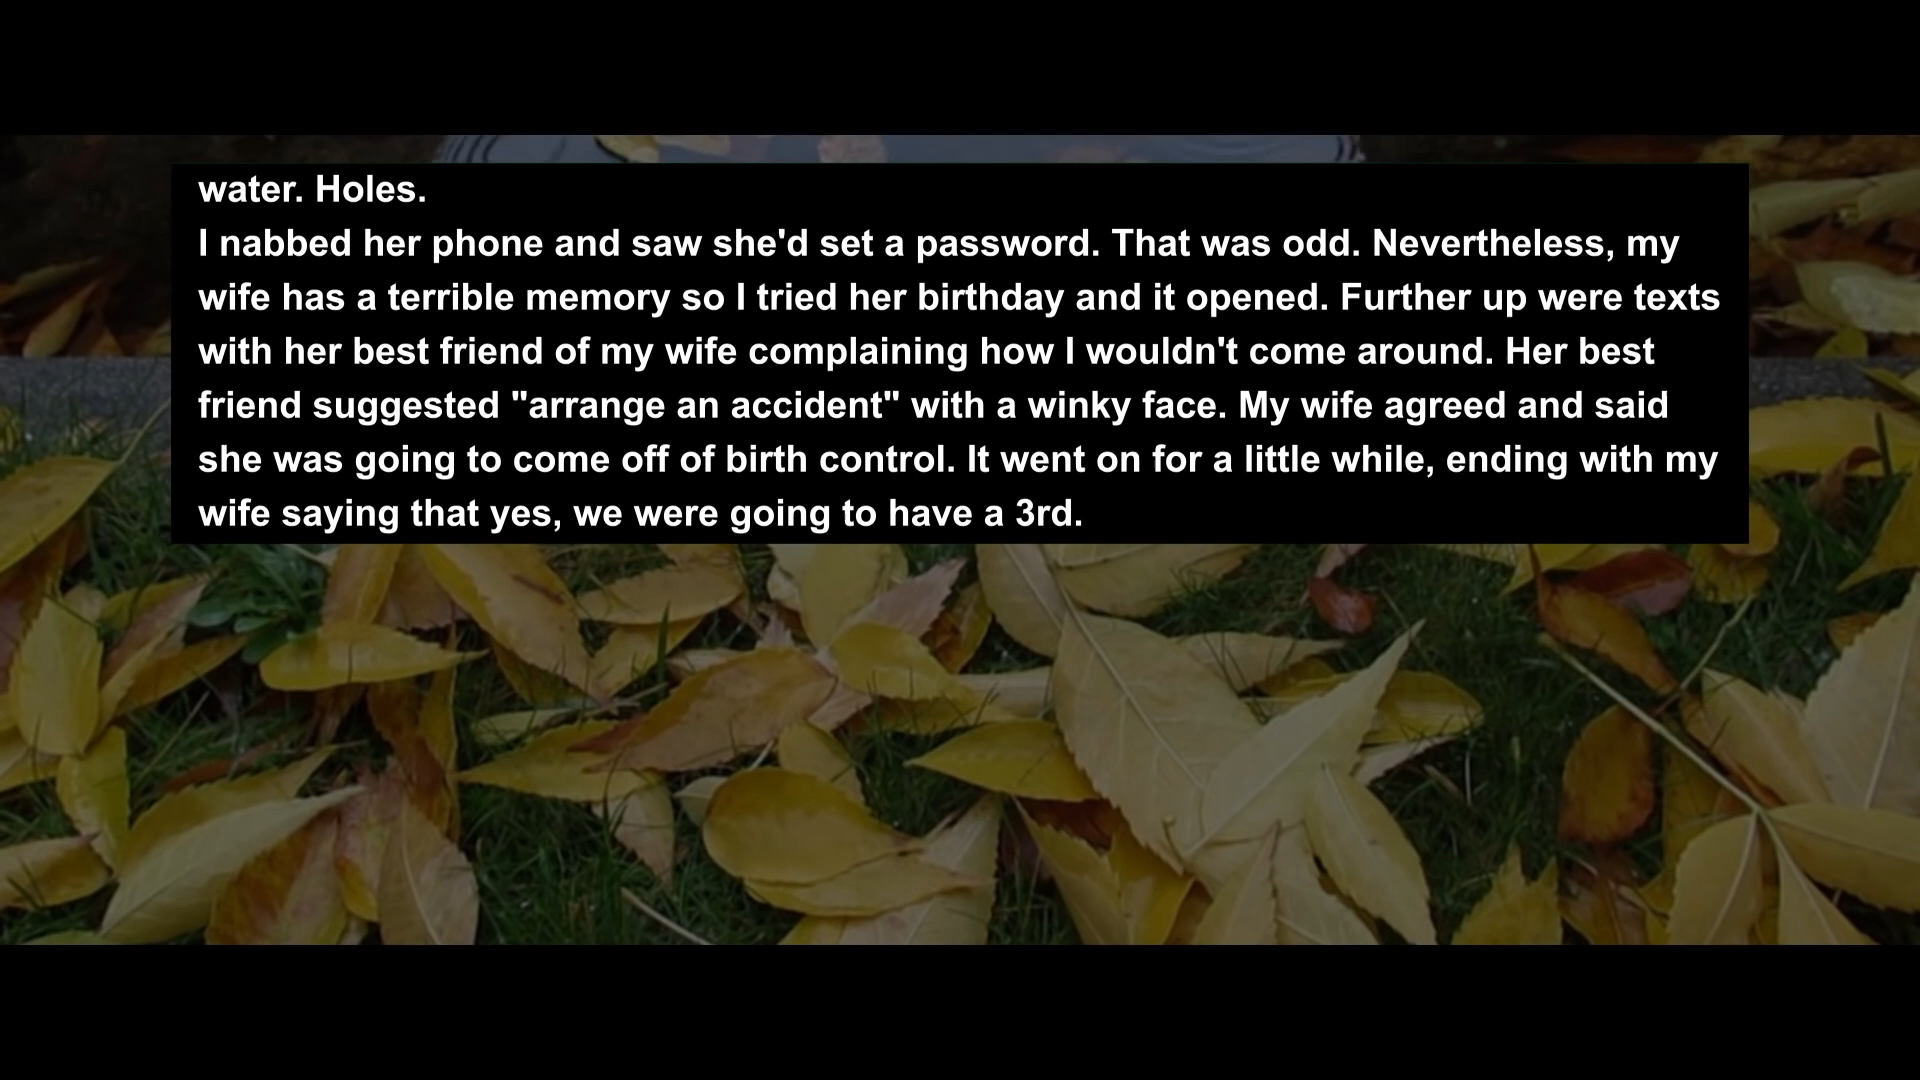 water. Holes.
I nabbed her phone and saw she'd set a password. That was odd. Nevertheless, my
wife has a terrible memory so I tried her birthday and it opened. Further up were texts
with her best friend of my wife complaining how I wouldn't come around. Her best
friend suggested "arrange an accident" with a winky face. My wife agreed and said
she was going to come off of birth control. It went on for a little while, ending with my
wife saying that yes, we were going to have a 3rd.